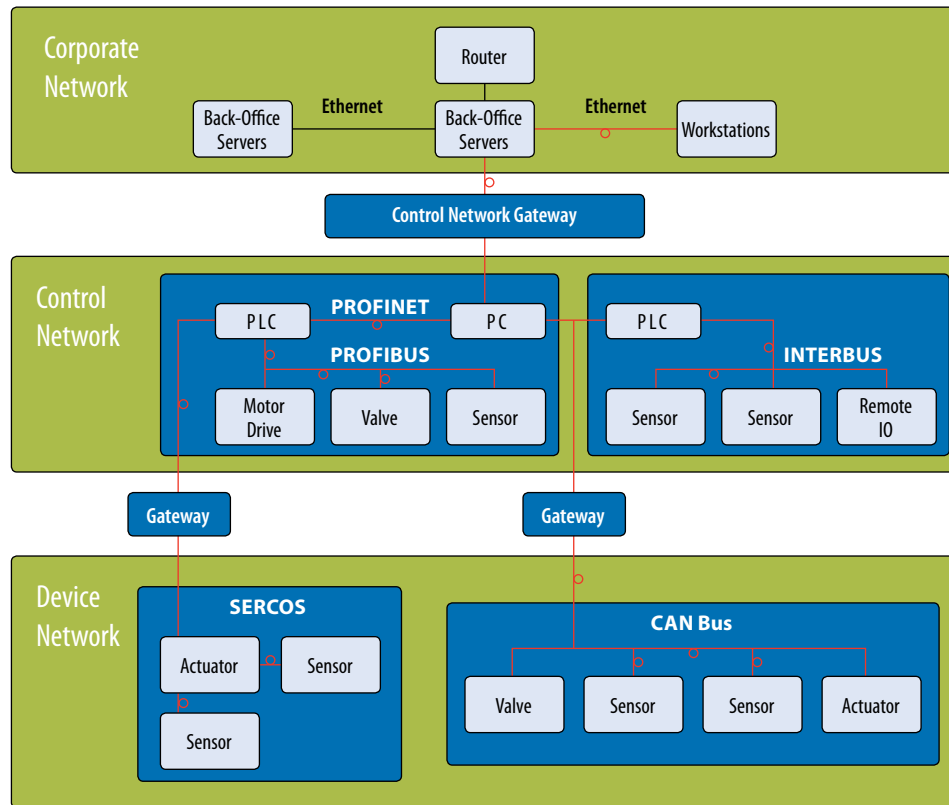 Corporate
Network
Router
Ethernet
Ethernet
Back-Office
Servers
Back-Office
Servers
Workstations
Control Network Gateway
Control
Network
PROFINET
PLC
PC
PLC
PROFIBUS
INTERBUS
Motor
Drive
Valve
Sensor
Sensor
Sensor
Remote
IO
Gateway
Gateway
Device
Network
SERCOS
CAN Bus
Actuator
Sensor
Sensor
Valve
Sensor
Sensor
Actuator